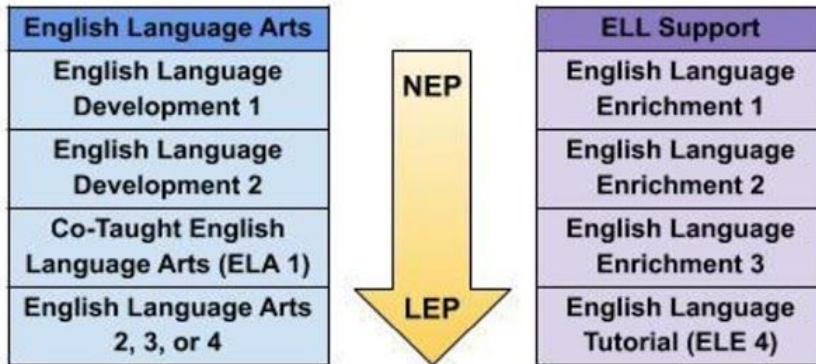 English Language Arts
English Language
Development 1
English Language
Development 2
Co-Taught English
Language Arts (ELA 1)
English Language Arts
2, 3, or 4
NEP
LEP
ELL Support
English Language
Enrichment 1
English Language
Enrichment 2
English Language
Enrichment 3
English Language
Tutorial (ELE 4)